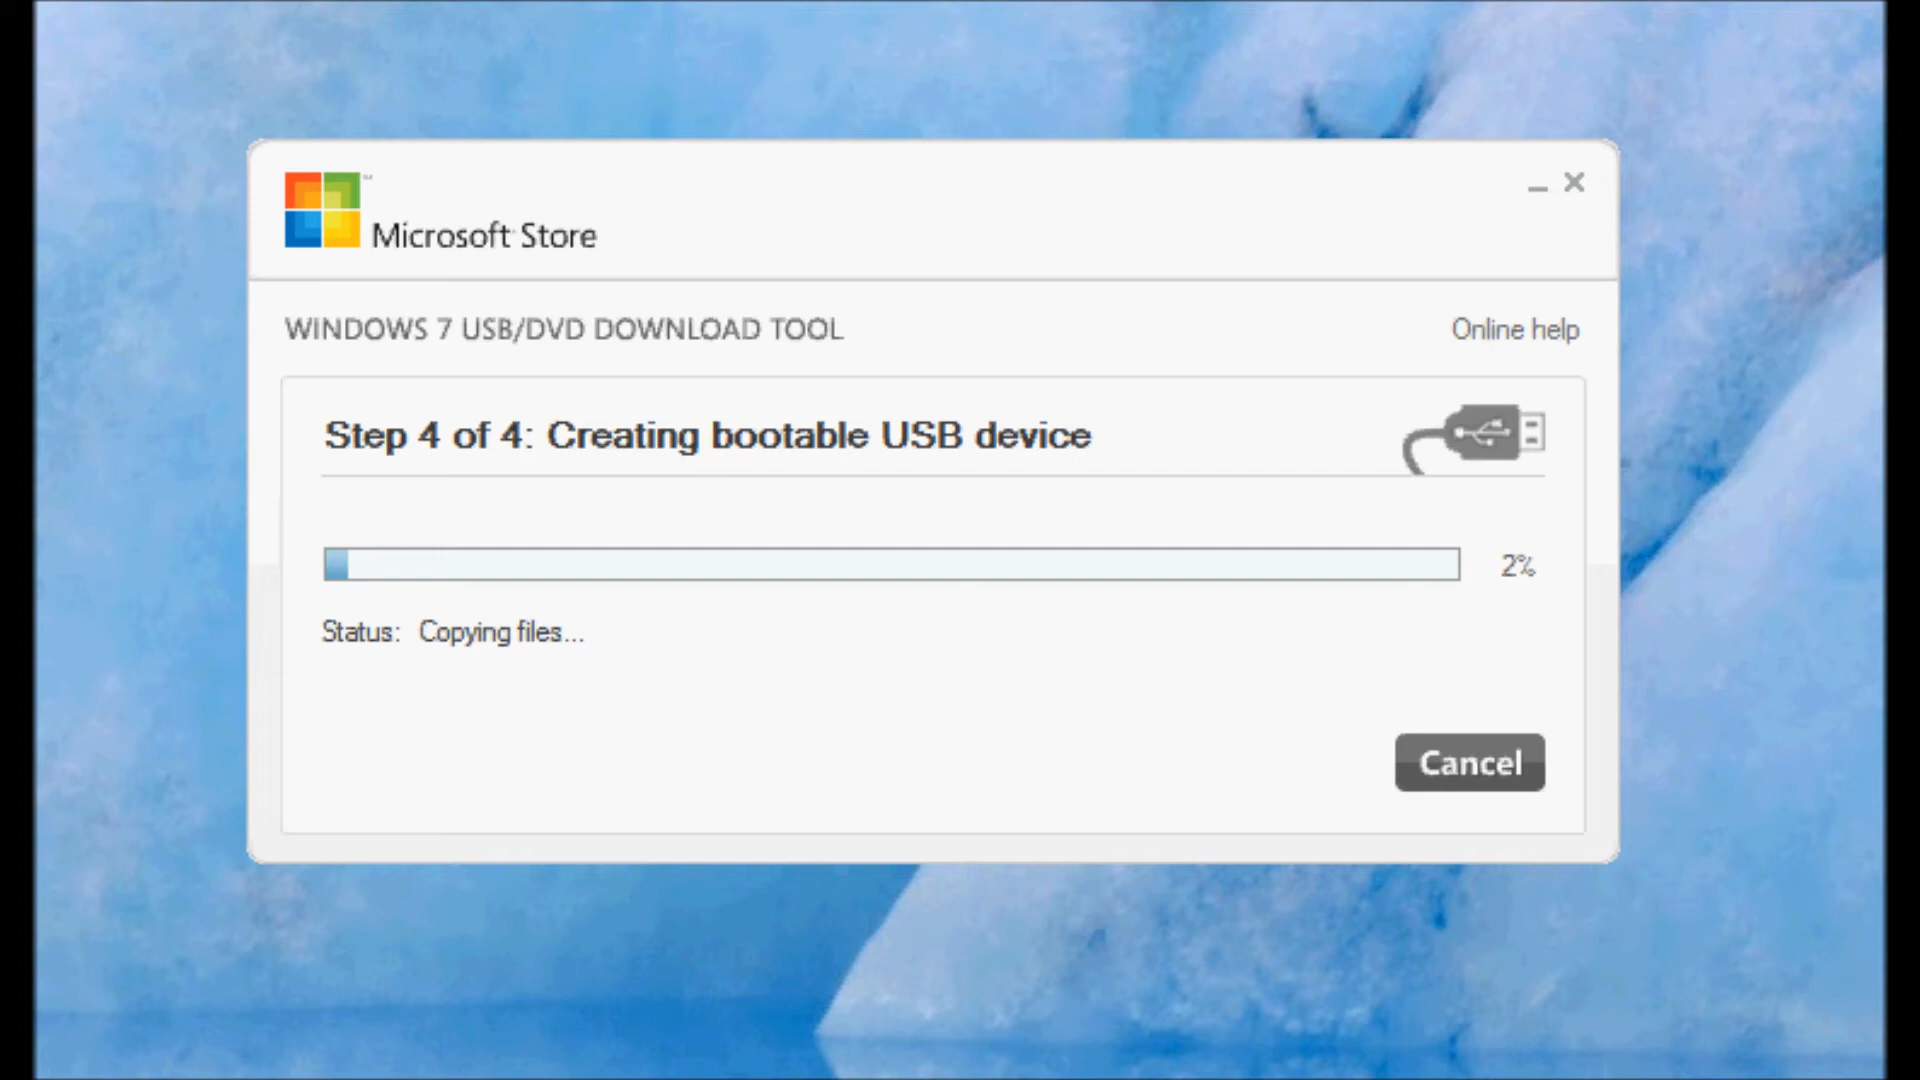 ™
Microsoft Store
WINDOWS 7 USB/DVD DOWNLOAD TOOL
Online help
Step 4 of 4: Creating bootable USB device
2%
Status: Copying files...
Cancel